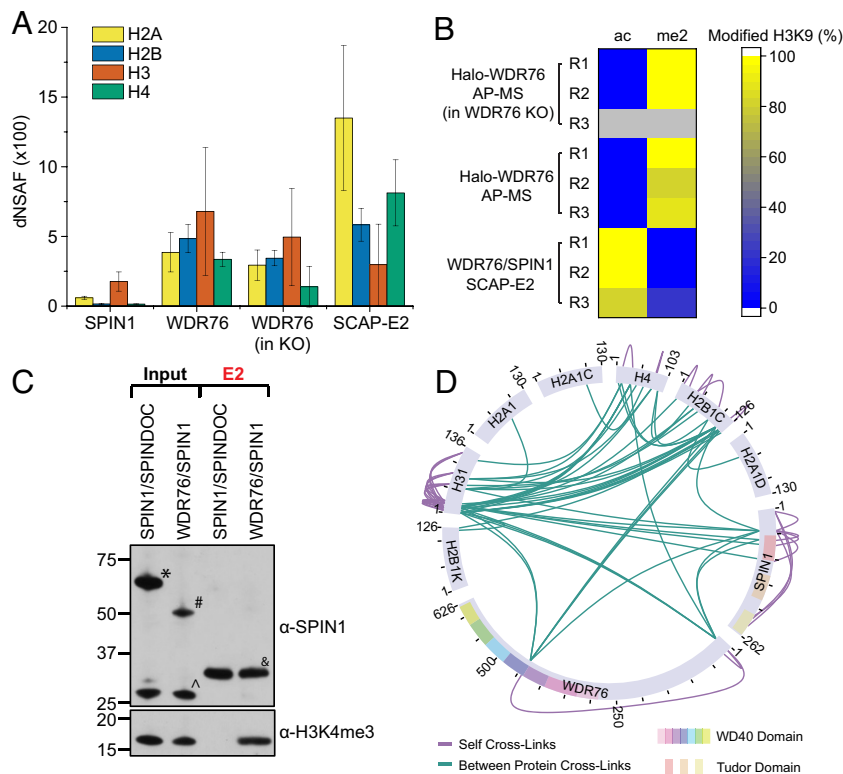 A
H2A
H2B
H3
H4
dNSAF (x100)
20
15
10
5
0
SPIN1
WDR76
WDR76
(in KO)
SCAP-E2
B
ac me2
Modified H3K9 (%)
Halo-WDR76
AP-MS
(in WDR76 KO)
R1
R2
R3
Halo-WDR76
AP-MS
R1
R2
R3
WDR76/SPIN1
SCAP-E2
R1
R2
R3
100
80
60
40
20
0
C
Input E2
SPIN1/SPINDOC
WDR76/SPIN1
SPIN1/SPINDOC
WDR76/SPIN1
75
50
37
25
*
#
^
&
α-SPIN1
20
15
α-H3K4me3
D
H2A1
1
130
H2A1C
1
130
H4
1
103
H2B1C
1
126
H2A1D
1
130
SPIN1
1
262
WDR76
1
250
500
626
H2B1K
1
126
H31
1
136
Self Cross-Links
Between Protein Cross-Links
WD40 Domain
Tudor Domain